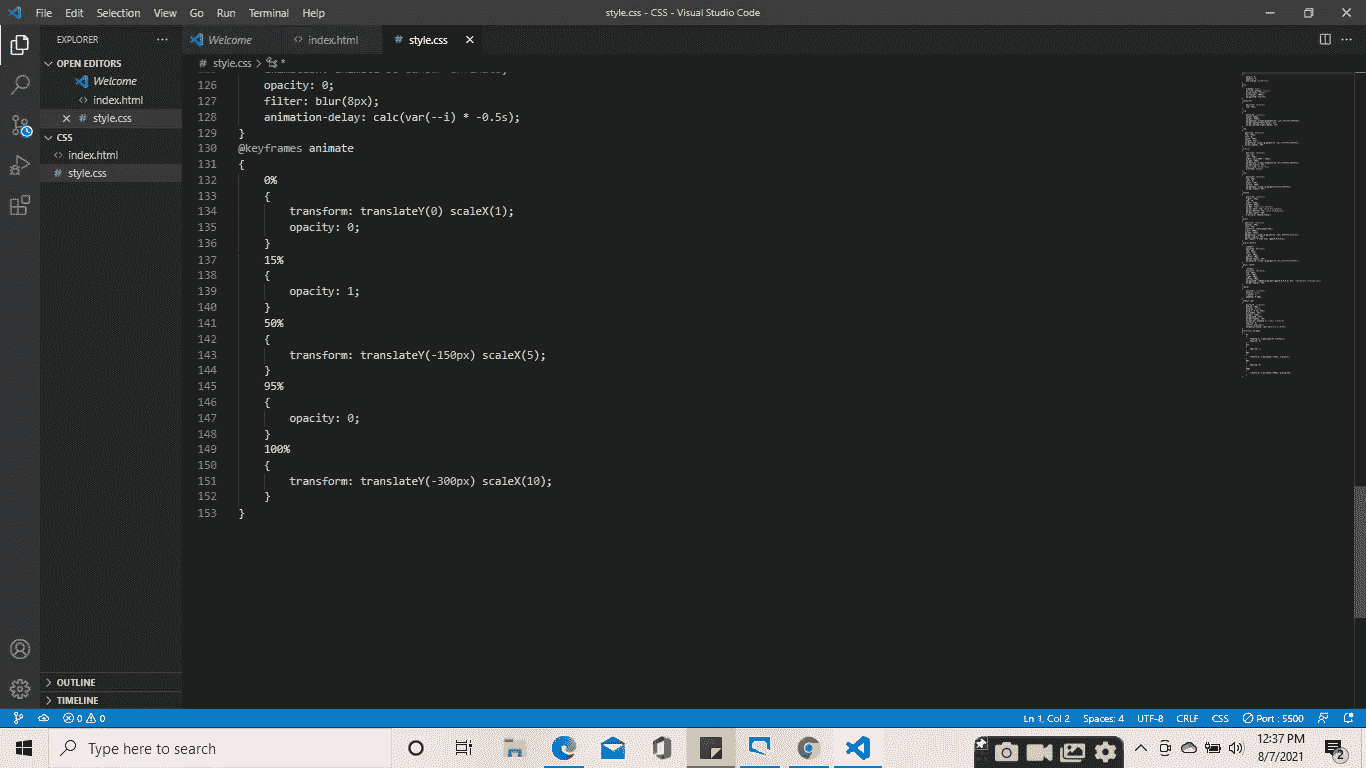 File Edit Selection View Go Run Terminal Help
style.css - CSS - Visual Studio Code
EXPLORER
Welcome
index.html
# style.css
OPEN EDITORS
Welcome
index.html
# style.css
CSS
index.html
# style.css
OUTLINE
TIMELINE
# style.css > *
126 opacity: 0;
127 filter: blur(8px);
128 animation-delay: calc(var(--i) * -0.5s);
129 }
130 @keyframes animate
131 {
132 0%
133 {
134 transform: translateY(0) scaleX(1);
135 opacity: 0;
136 }
137 15%
138 {
139 opacity: 1;
140 }
141 50%
142 {
143 transform: translateY(-150px) scaleX(5);
144 }
145 95%
146 {
147 opacity: 0;
148 }
149 100%
150 {
151 transform: translateY(-300px) scaleX(10);
152 }
153 }
0 0
Ln 1, Col 2 Spaces: 4 UTF-8 CRLF CSS Port : 5500
Type here to search
12:37 PM
8/7/2021
2